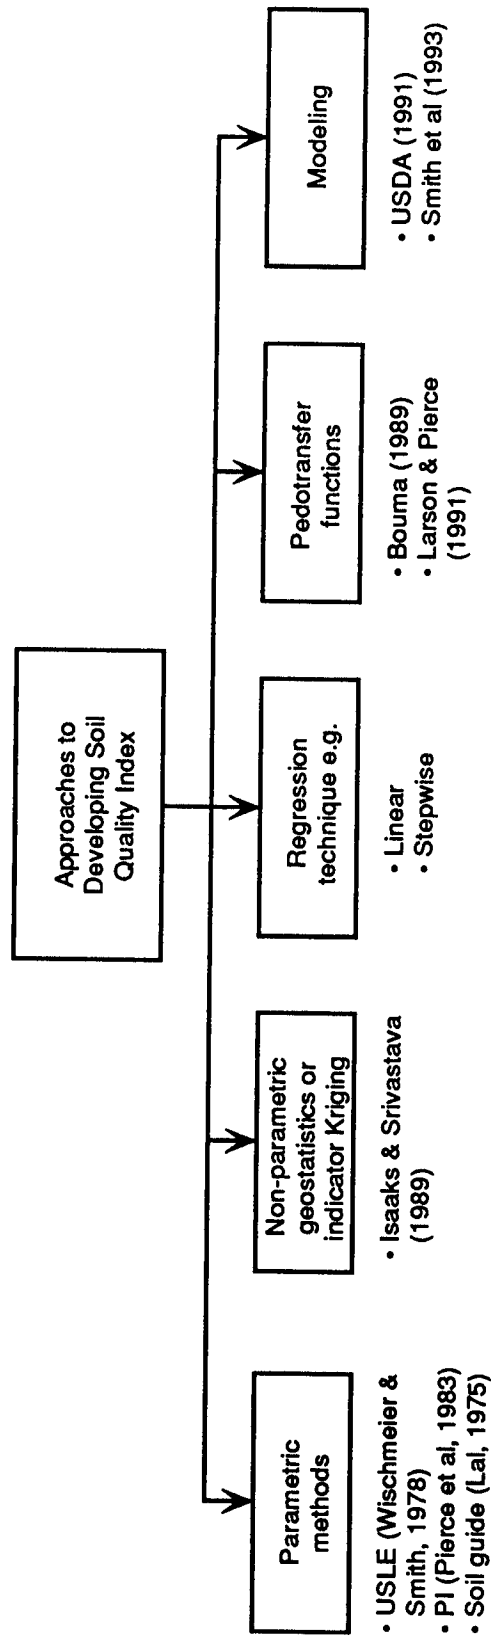 Approaches to
Developing Soil
Quality Index
Parametric
methods
• USLE (Wischmeier &
Smith, 1978)
• PI (Pierce et al, 1983)
• Soil guide (Lal, 1975)
Non-parametric
geostatistics or
indicator Kriging
• Isaaks & Srivastava
(1989)
Regression
technique e.g.
• Linear
• Stepwise
Pedotransfer
functions
• Bouma (1989)
• Larson & Pierce
(1991)
Modeling
• USDA (1991)
• Smith et al (1993)